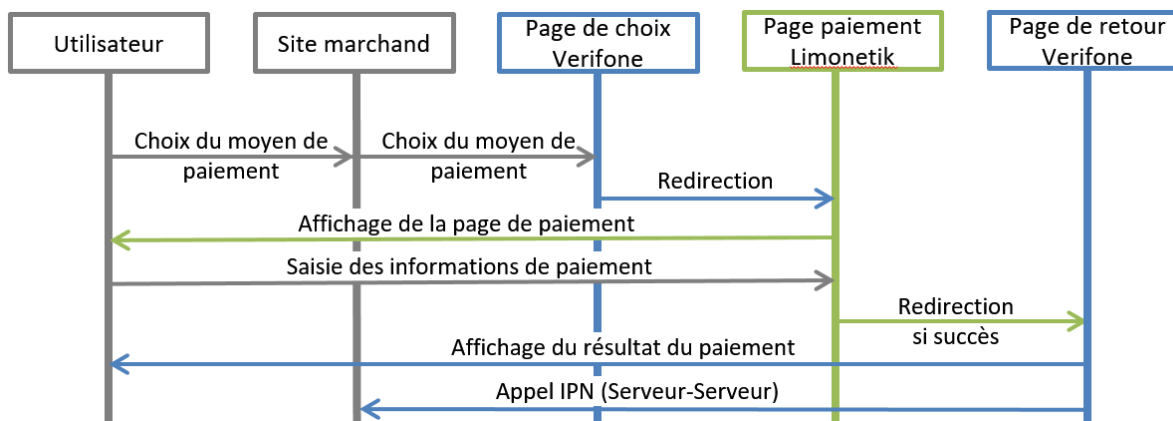 Utilisateur
Site marchand
Page de choix
Verifone
Page paiement
Limonetik
Page de retour
Verifone
Choix du moyen de
paiement
Choix du moyen de
paiement
Redirection
Affichage de la page de paiement
Saisie des informations de paiement
Redirection
si succès
Affichage du résultat du paiement
Appel IPN (Serveur-Serveur)